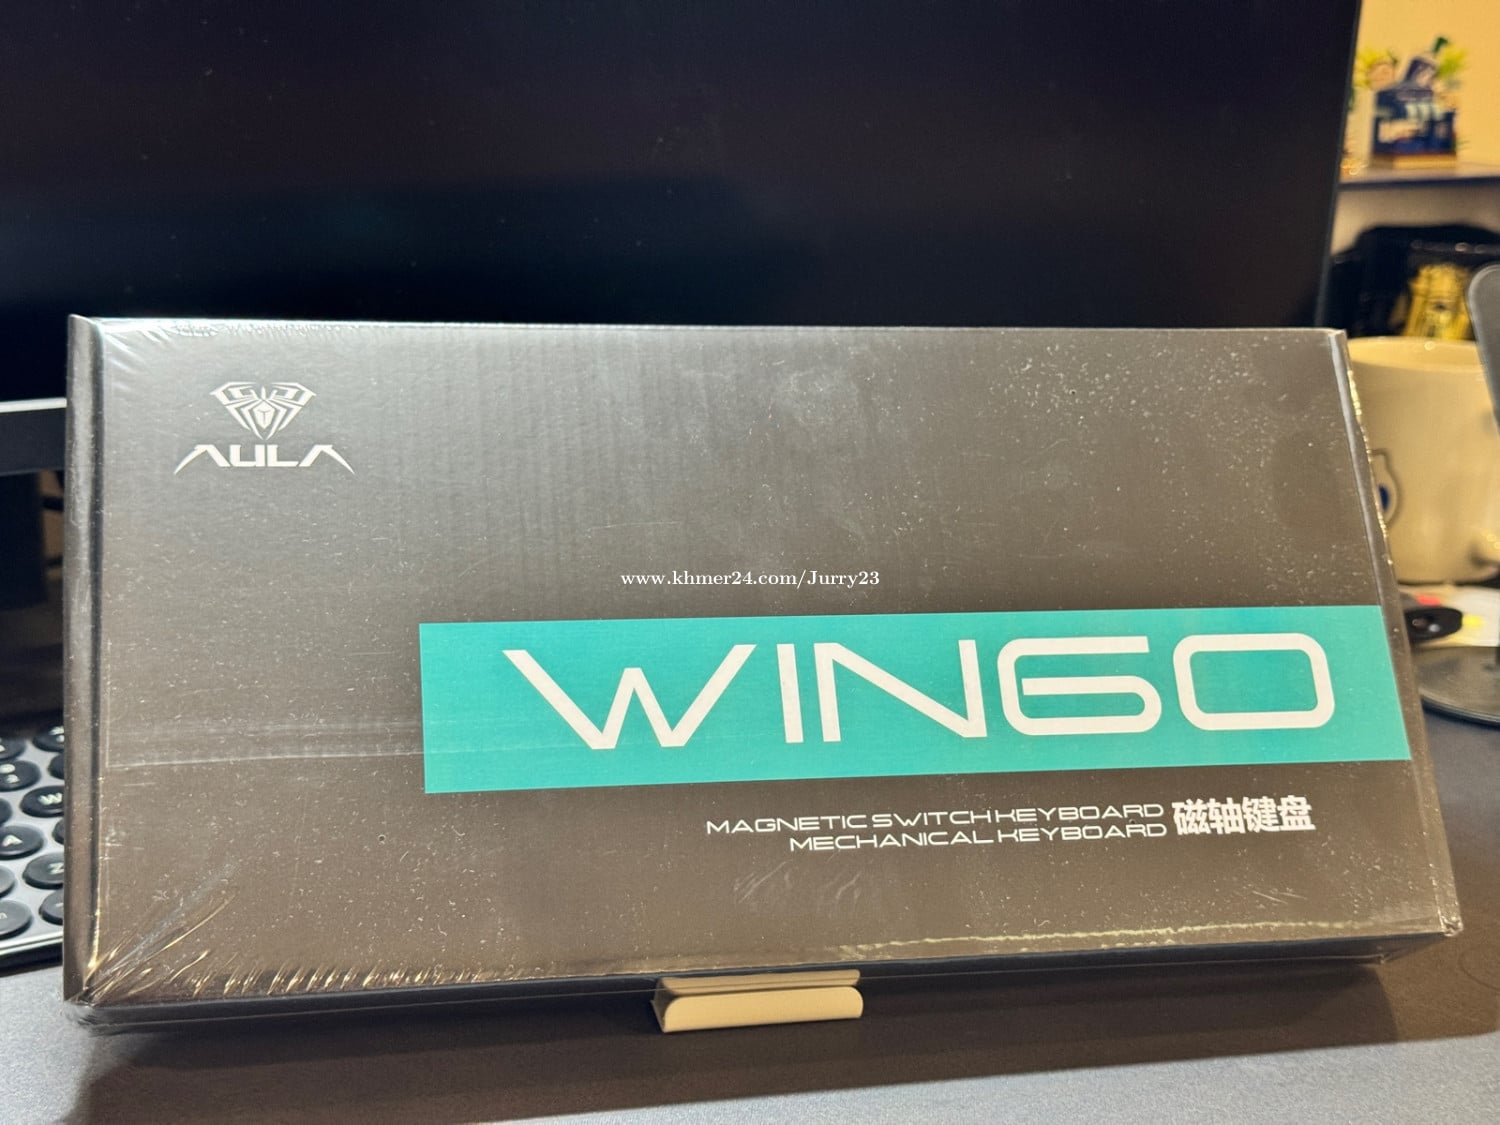 AULA
www.khmer24.com/Jurry23
WIN60
MAGNETIC SWITCH KEYBOARD
MECHANICAL KEYBOARD
磁轴键盘
W
A
Z